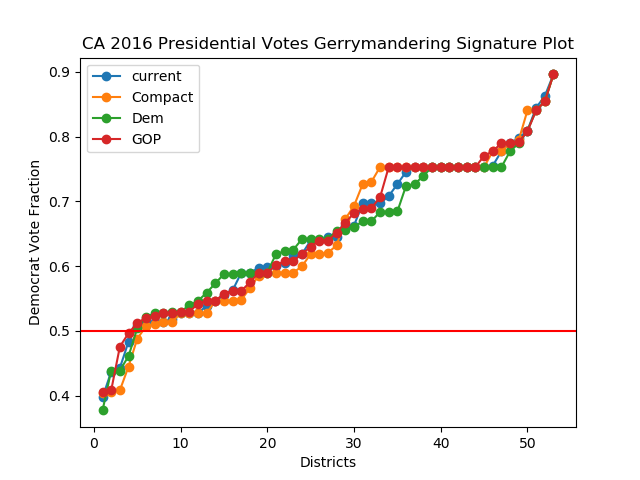 CA 2016 Presidential Votes Gerrymandering Signature Plot
current
Compact
Dem
GOP
Democrat Vote Fraction
0.9
0.8
0.7
0.6
0.5
0.4
0 10 20 30 40 50
Districts